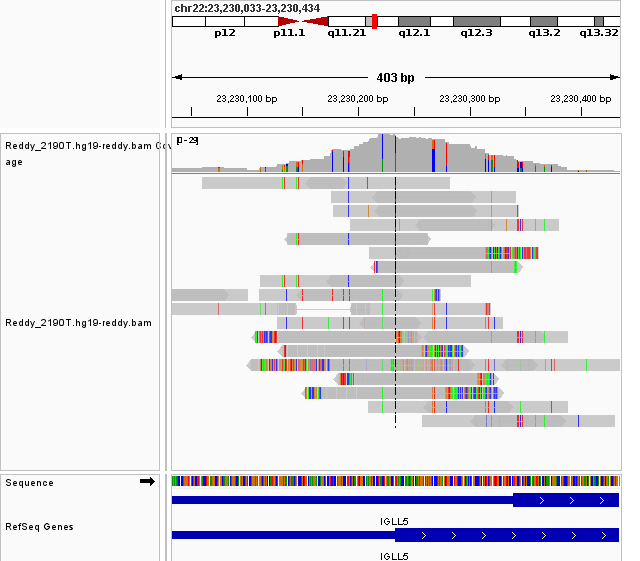 chr22:23,230,033-23,230,434
p12 p11.1 q11.21 q12.1 q12.3 q13.2 q13.32
403 bp
23,230,100 bp 23,230,200 bp 23,230,300 bp 23,230,400 bp
[0-29]
Reddy_2190T.hg19-reddy.bam Cov
age
Reddy_2190T.hg19-reddy.bam
Sequence
IGLL5
RefSeq Genes
IGLL5